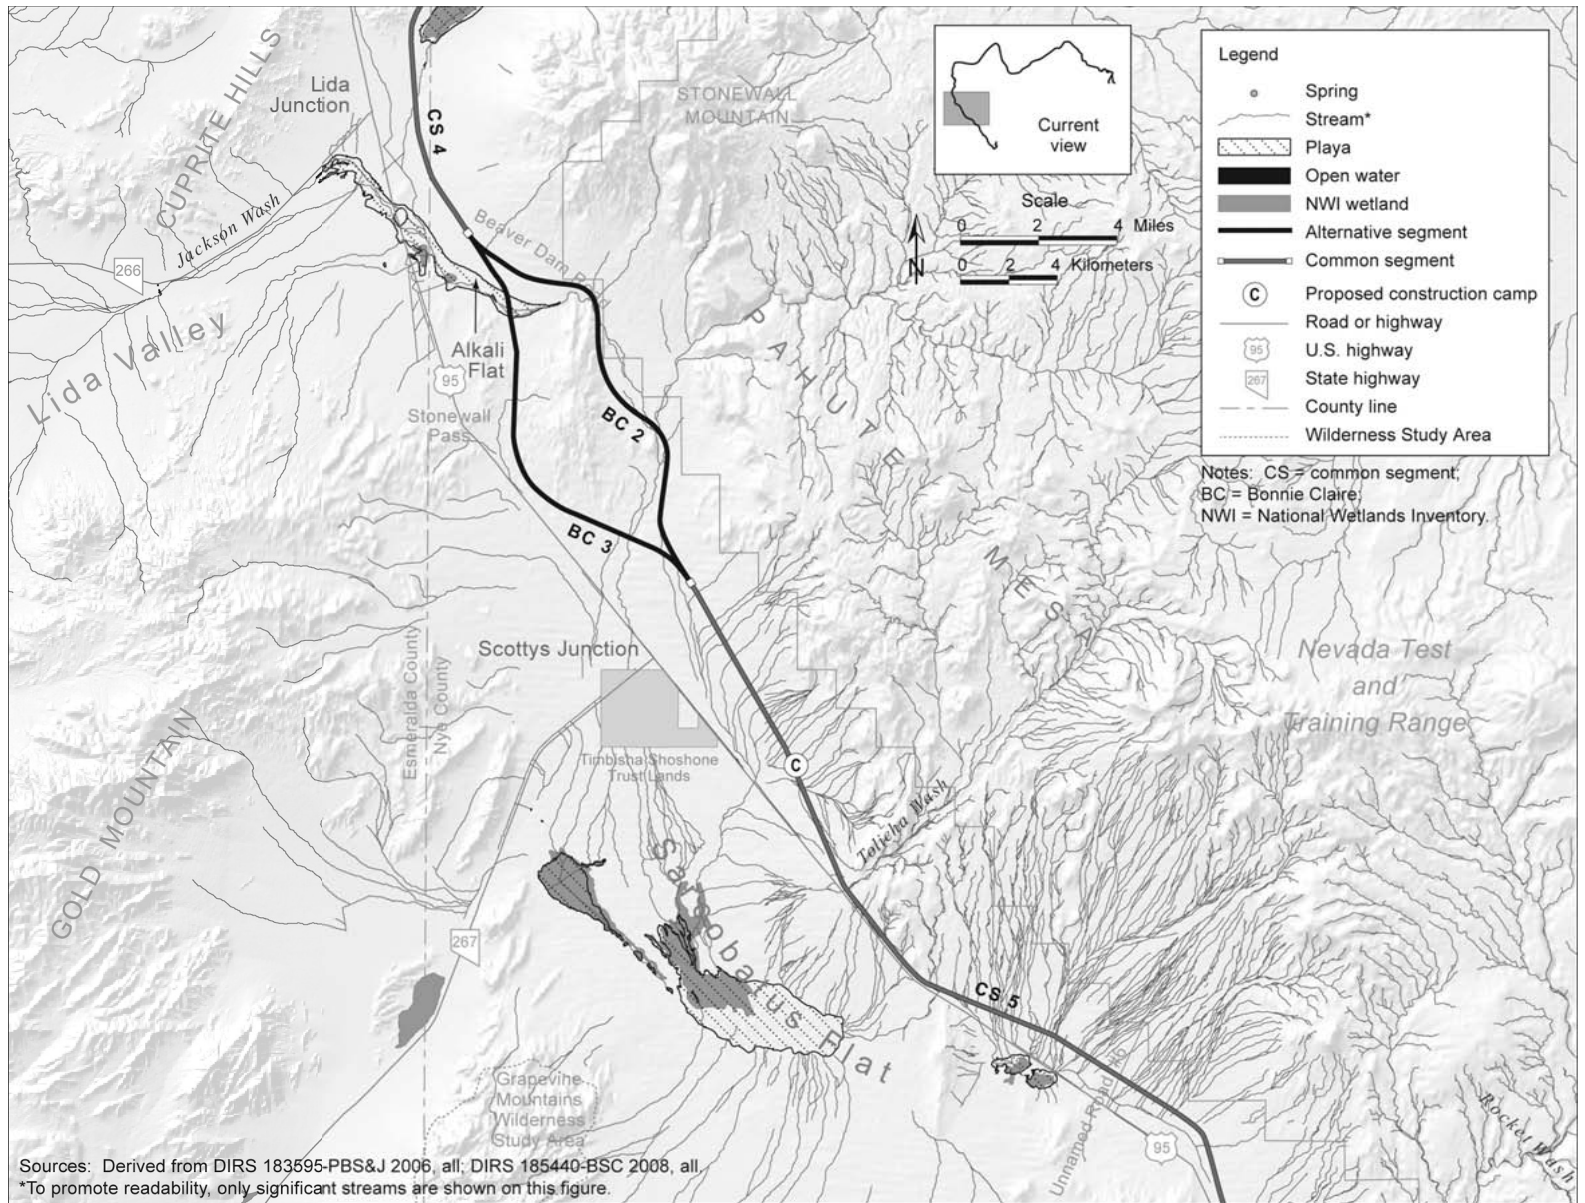 CUPRITE HILLS
Lida
Junction
CS 4
STONEWALL
MOUNTAIN
Current
view
Scale
0 2 4 Miles
0 2 4 Kilometers
N
Legend
Spring
Stream*
Playa
Open water
NWI wetland
Alternative segment
Common segment
C Proposed construction camp
Road or highway
95 U.S. highway
267 State highway
County line
Wilderness Study Area
Notes: CS = common segment;
BC = Bonnie Claire;
NWI = National Wetlands Inventory.
Jackson Wash
266
Beaver Dam
Lida Valley
Alkali
Flat
95
Stonewall
Pass
BC 2
BC 3
PAHUTE MESA
Scottys Junction
Esmeralda County
Nye County
Nevada Test
and
Training Range
GOLD MOUNTAIN
Timbisha Shoshone
Trust Lands
C
Tolicha Wash
Sarcobatus Flat
267
CS 5
Grapevine
Mountains
Wilderness
Study Area
Unnamed Road
95
Rocket Wash
Sources: Derived from DIRS 183595-PBS&J 2006, all; DIRS 185440-BSC 2008, all.
*To promote readability, only significant streams are shown on this figure.